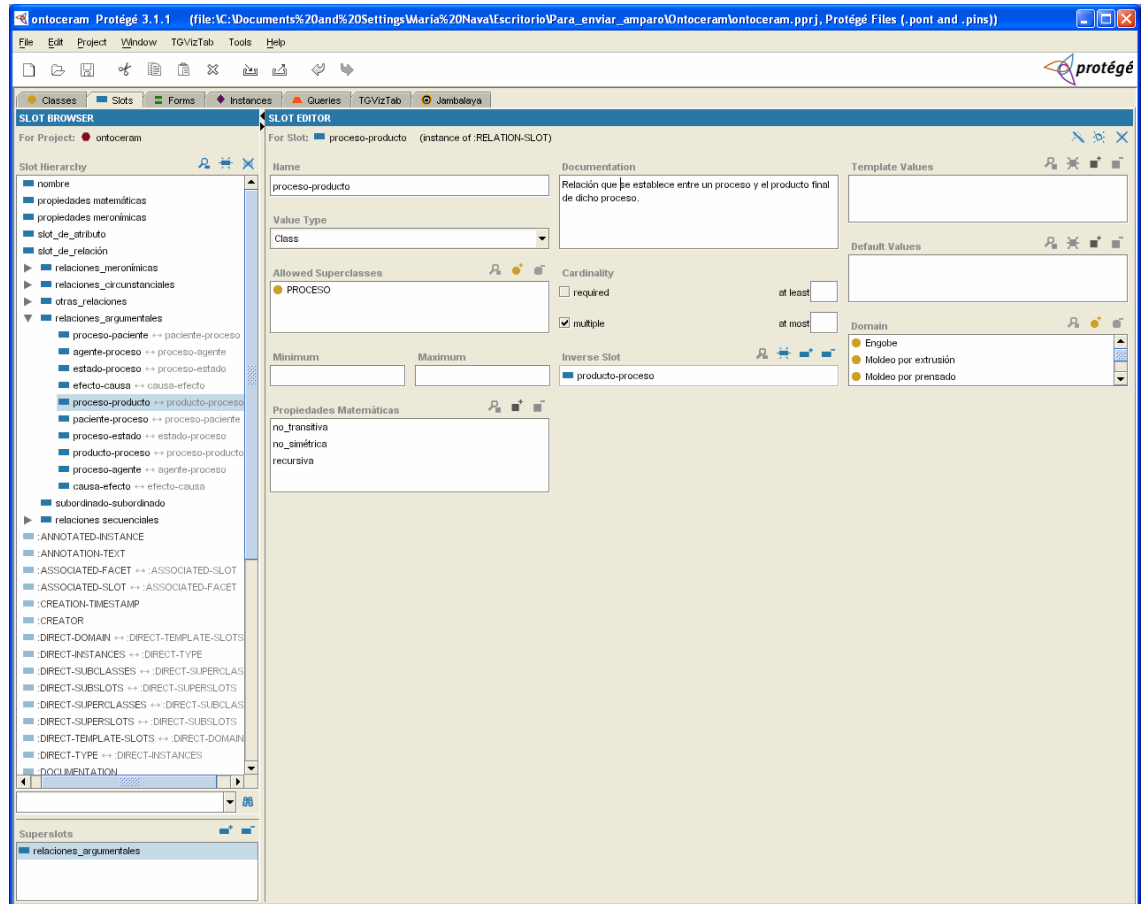 ontoceram Protégé 3.1.1 (file:\C:\Documents%20and%20Settings\María%20Nava\Escritorio\Para_enviar_amparo\Ontoceram\ontoceram.pprj, Protégé Files (.pont and .pins))
File Edit Project Window TGVizTab Tools Help
protégé
Classes Slots Forms Instances Queries TGVizTab Jambalaya
SLOT BROWSER
For Project: ontoceram
Slot Hierarchy
nombre
propiedades matemáticas
propiedades meronímicas
slot_de_atributo
slot_de_relación
relaciones_meronímicas
relaciones_circunstanciales
otras_relaciones
relaciones_argumentales
proceso-paciente ↔ paciente-proceso
agente-proceso ↔ proceso-agente
estado-proceso ↔ proceso-estado
efecto-causa ↔ causa-efecto
proceso-producto ↔ producto-proceso
paciente-proceso ↔ proceso-paciente
proceso-estado ↔ estado-proceso
producto-proceso ↔ proceso-producto
proceso-agente ↔ agente-proceso
causa-efecto ↔ efecto-causa
subordinado-subordinado
relaciones secuenciales
:ANNOTATED-INSTANCE
:ANNOTATION-TEXT
:ASSOCIATED-FACET ↔ :ASSOCIATED-SLOT
:ASSOCIATED-SLOT ↔ :ASSOCIATED-FACET
:CREATION-TIMESTAMP
:CREATOR
:DIRECT-DOMAIN ↔ :DIRECT-TEMPLATE-SLOTS
:DIRECT-INSTANCES ↔ :DIRECT-TYPE
:DIRECT-SUBCLASSES ↔ :DIRECT-SUPERCLAS
:DIRECT-SUBSLOTS ↔ :DIRECT-SUPERSLOTS
:DIRECT-SUPERCLASSES ↔ :DIRECT-SUBCLAS
:DIRECT-SUPERSLOTS ↔ :DIRECT-SUBSLOTS
:DIRECT-TEMPLATE-SLOTS ↔ :DIRECT-DOMAIN
:DIRECT-TYPE ↔ :DIRECT-INSTANCES
:DOCUMENTATION
Superslots
relaciones_argumentales
SLOT EDITOR
For Slot: proceso-producto (instance of :RELATION-SLOT)
Name
proceso-producto
Value Type
Class
Allowed Superclasses
PROCESO
Minimum Maximum
Propiedades Matemáticas
no_transitiva
no_simétrica
recursiva
Documentation
Relación que se establece entre un proceso y el producto final
de dicho proceso.
Cardinality
required at least
multiple at most
Inverse Slot
producto-proceso
Template Values
Default Values
Domain
Engobe
Moldeo por extrusión
Moldeo por prensado